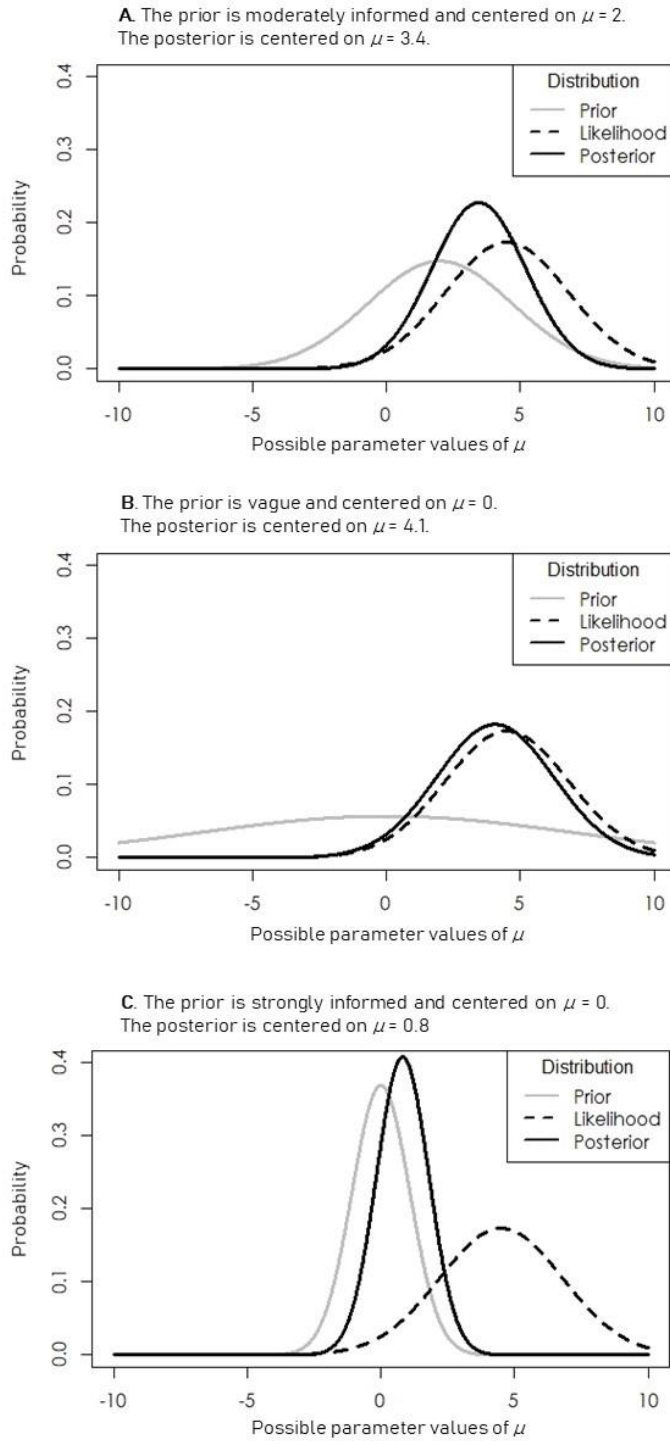 A. The prior is moderately informed and centered on μ = 2.
The posterior is centered on μ = 3.4.
Distribution
Prior
Likelihood
Posterior
Probability
0.4
0.3
0.2
0.1
0.0
-10 -5 0 5 10
Possible parameter values of μ
B. The prior is vague and centered on μ = 0.
The posterior is centered on μ = 4.1.
Distribution
Prior
Likelihood
Posterior
Probability
0.4
0.3
0.2
0.1
0.0
-10 -5 0 5 10
Possible parameter values of μ
C. The prior is strongly informed and centered on μ = 0.
The posterior is centered on μ = 0.8
Distribution
Prior
Likelihood
Posterior
Probability
0.4
0.3
0.2
0.1
0.0
-10 -5 0 5 10
Possible parameter values of μ